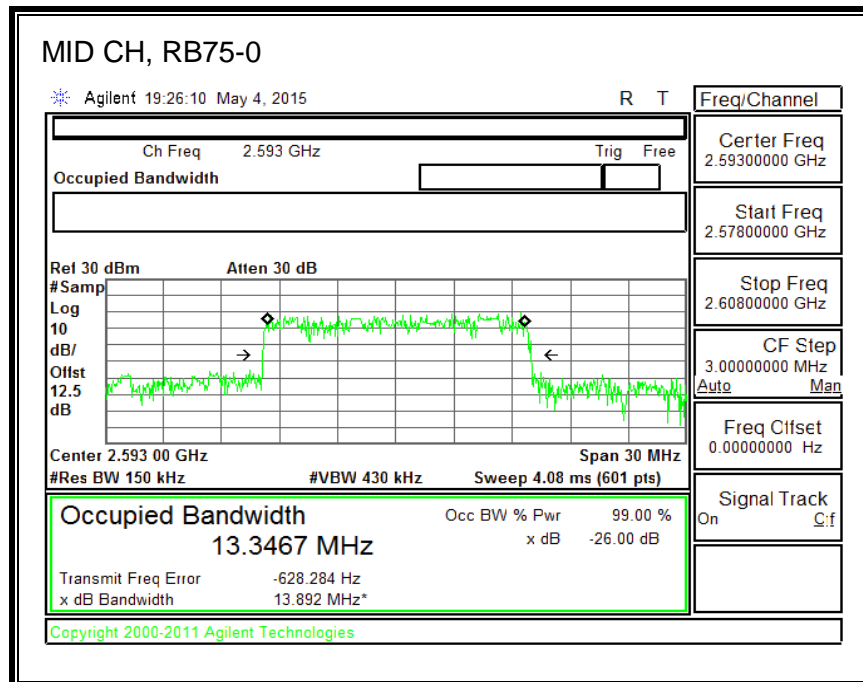 MID CH, RB75-0
Agilent 19:26:10 May 4, 2015 R T
Freq/Channel
Ch Freq 2.593 GHz Trig Free
Occupied Bandwidth
Center Freq
2.59300000 GHz
Start Freq
2.57800000 GHz
Stop Freq
2.60800000 GHz
CF Step
3.00000000 MHz
Auto Man
Freq Offset
0.00000000 Hz
Signal Track
On Off
Ref 30 dBm Atten 30 dB
#Samp
Log
10
dB/
Offst
12.5
dB
Center 2.593 00 GHz Span 30 MHz
#Res BW 150 kHz #VBW 430 kHz Sweep 4.08 ms (601 pts)
Occupied Bandwidth Occ BW % Pwr 99.00 %
13.3467 MHz x dB -26.00 dB
Transmit Freq Error -628.284 Hz
x dB Bandwidth 13.892 MHz*
Copyright 2000-2011 Agilent Technologies